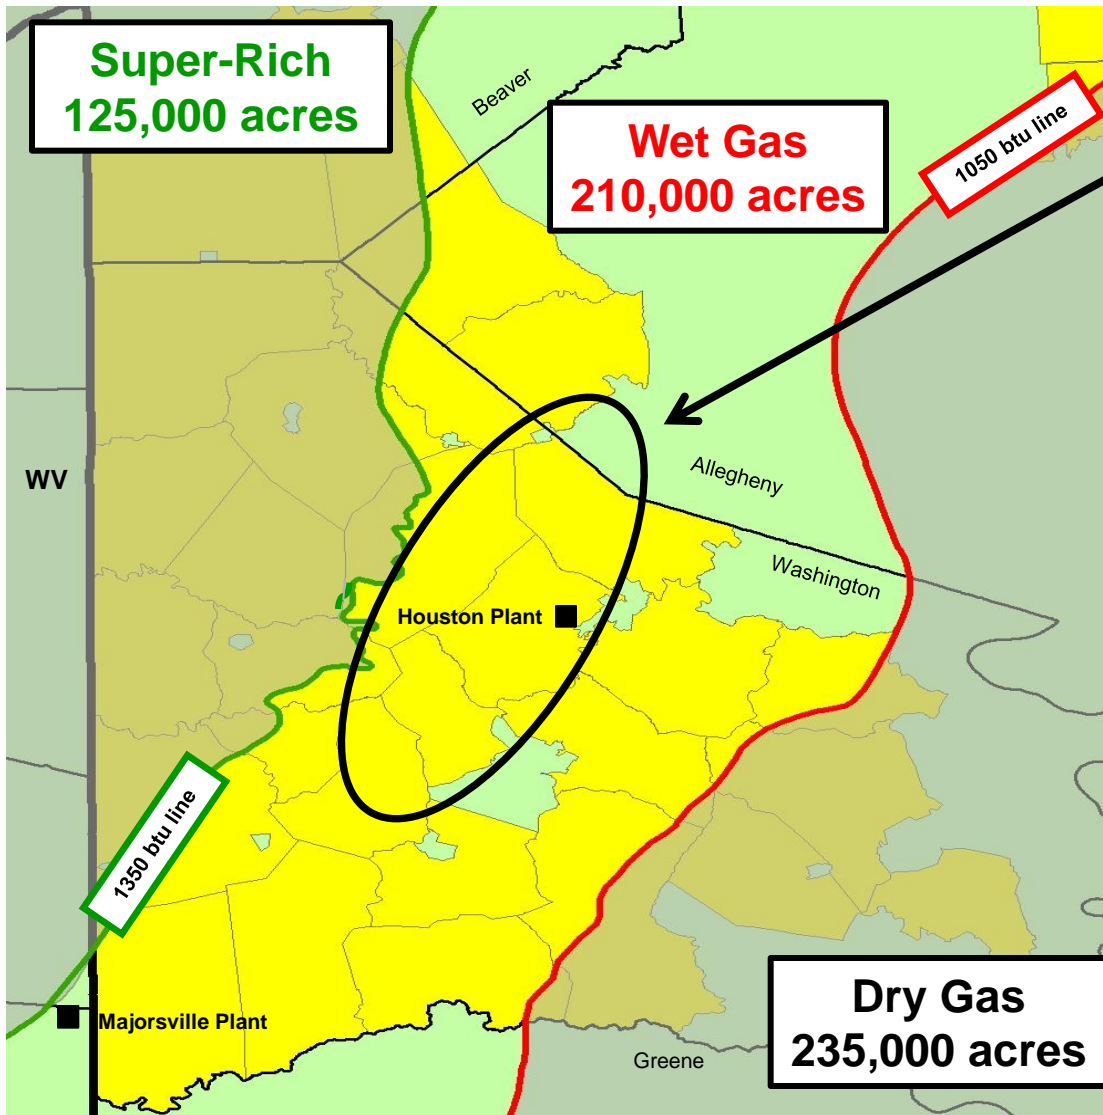 Super-Rich
125,000 acres
Beaver
Wet Gas
210,000 acres
1050 btu line
WV
Allegheny
Washington
Houston Plant
1350 btu line
Majorsville Plant
Dry Gas
235,000 acres
Greene